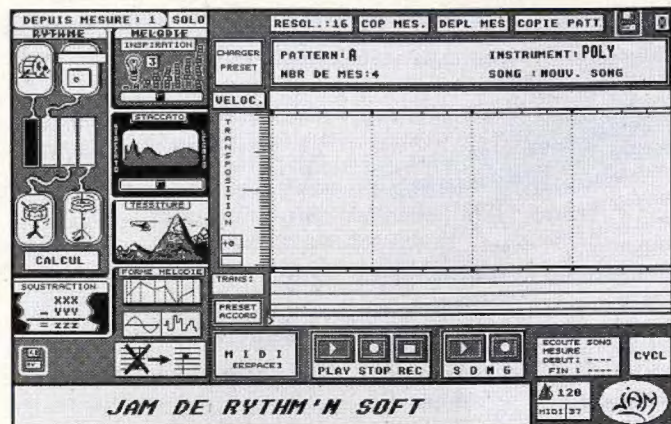 DEPUIS MESURE: 1 SOLO
RESOL.:16 COP MES. DEPL MES COPIE PATT
RYTHME MELODIE
INSPIRATION
3
CHARGER PRESET
PATTERN: A INSTRUMENT: POLY
NBR DE MES:4 SONG : NOUV. SONG
VELOC.
STACCATO
TRANSPOSITION
TESSITURE
+0
CALCUL
FORME MELODIE
TRANS:
SOUSTRACTION
XXX
- YYY
= ZZZ
PRESET ACCORD
MIDI
[ESPACE]
PLAY STOP REC
S D M G
ECOUTE SONG
MESURE
DEBUT: ----
FIN : ----
CYCL
JAM DE RYTHM'N SOFT
120
MIDI 37
JAM